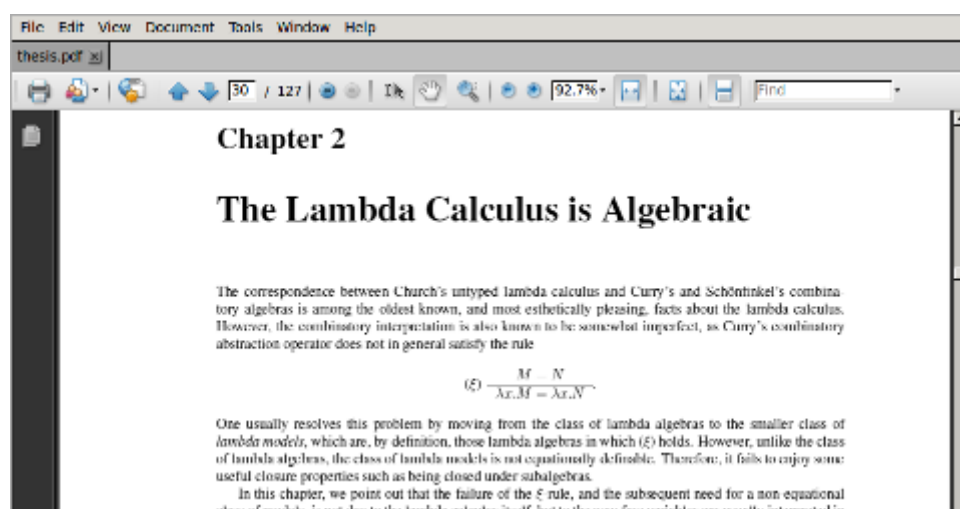 File Edit View Document Tools Window Help
thesis.pdf
30 / 127 92.7% Find
Chapter 2
The Lambda Calculus is Algebraic
The correspondence between Church's untyped lambda calculus and Curry's and Schönfinkel's combina-
tory algebras is among the oldest known, and most esthetically pleasing, facts about the lambda calculus.
However, the combinatory interpretation is also known to be somewhat imperfect, as Curry's combinatory
abstraction operator does not in general satisfy the rule
M = N
(ξ)
λx.M = λx.N.
One usually resolves this problem by moving from the class of lambda algebras to the smaller class of
lambda models, which are, by definition, those lambda algebras in which (ξ) holds. However, unlike the class
of lambda algebras, the class of lambda models is not equationally definable. Therefore, it fails to enjoy some
useful closure properties such as being closed under subalgebras.
In this chapter, we point out that the failure of the ξ rule, and the subsequent need for a non equational